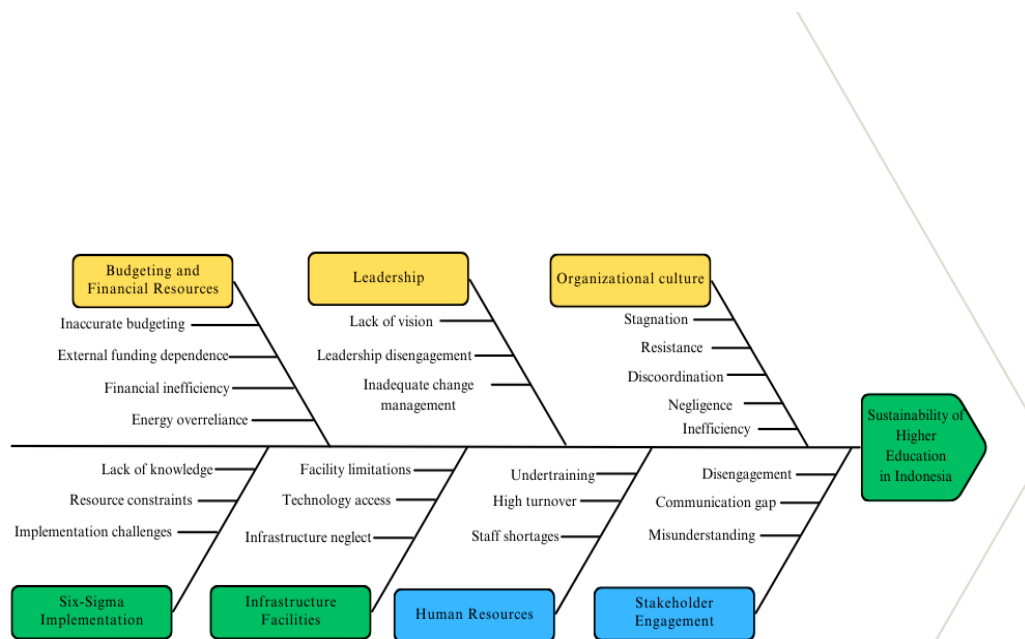 Budgeting and
Financial Resources
Inaccurate budgeting
External funding dependence
Financial inefficiency
Energy overreliance
Leadership
Lack of vision
Leadership disengagement
Inadequate change
management
Organizational culture
Stagnation
Resistance
Discoordination
Negligence
Inefficiency
Sustainability of
Higher
Education
in Indonesia
Lack of knowledge
Resource constraints
Implementation challenges
Six-Sigma
Implementation
Facility limitations
Technology access
Infrastructure neglect
Infrastructure
Facilities
Undertraining
High turnover
Staff shortages
Human Resources
Disengagement
Communication gap
Misunderstanding
Stakeholder
Engagement